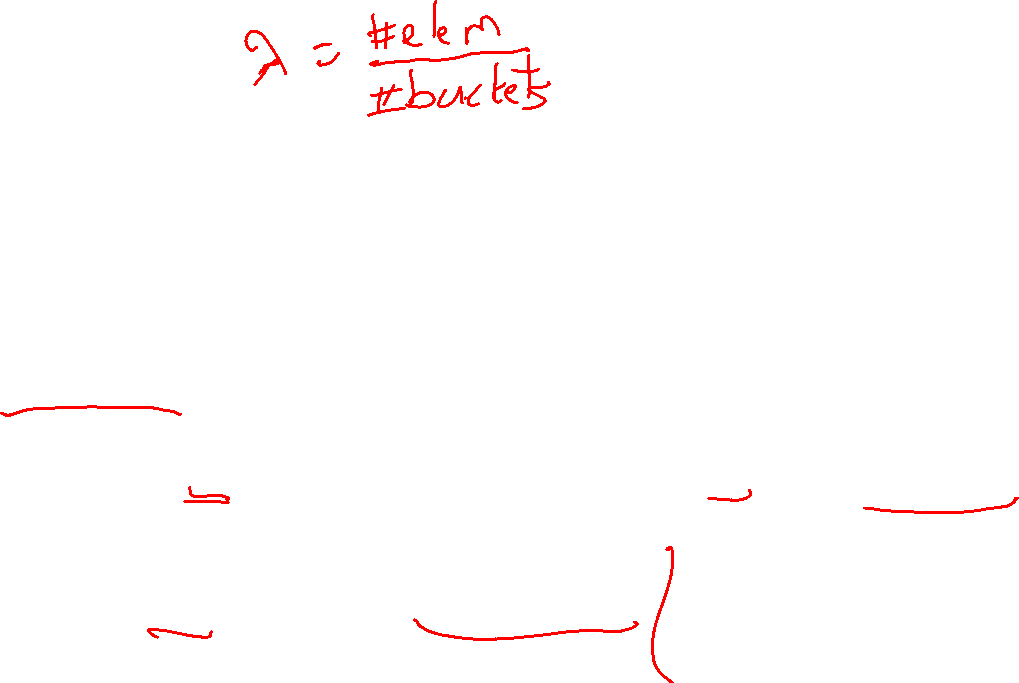 λ = #elem
#buckets